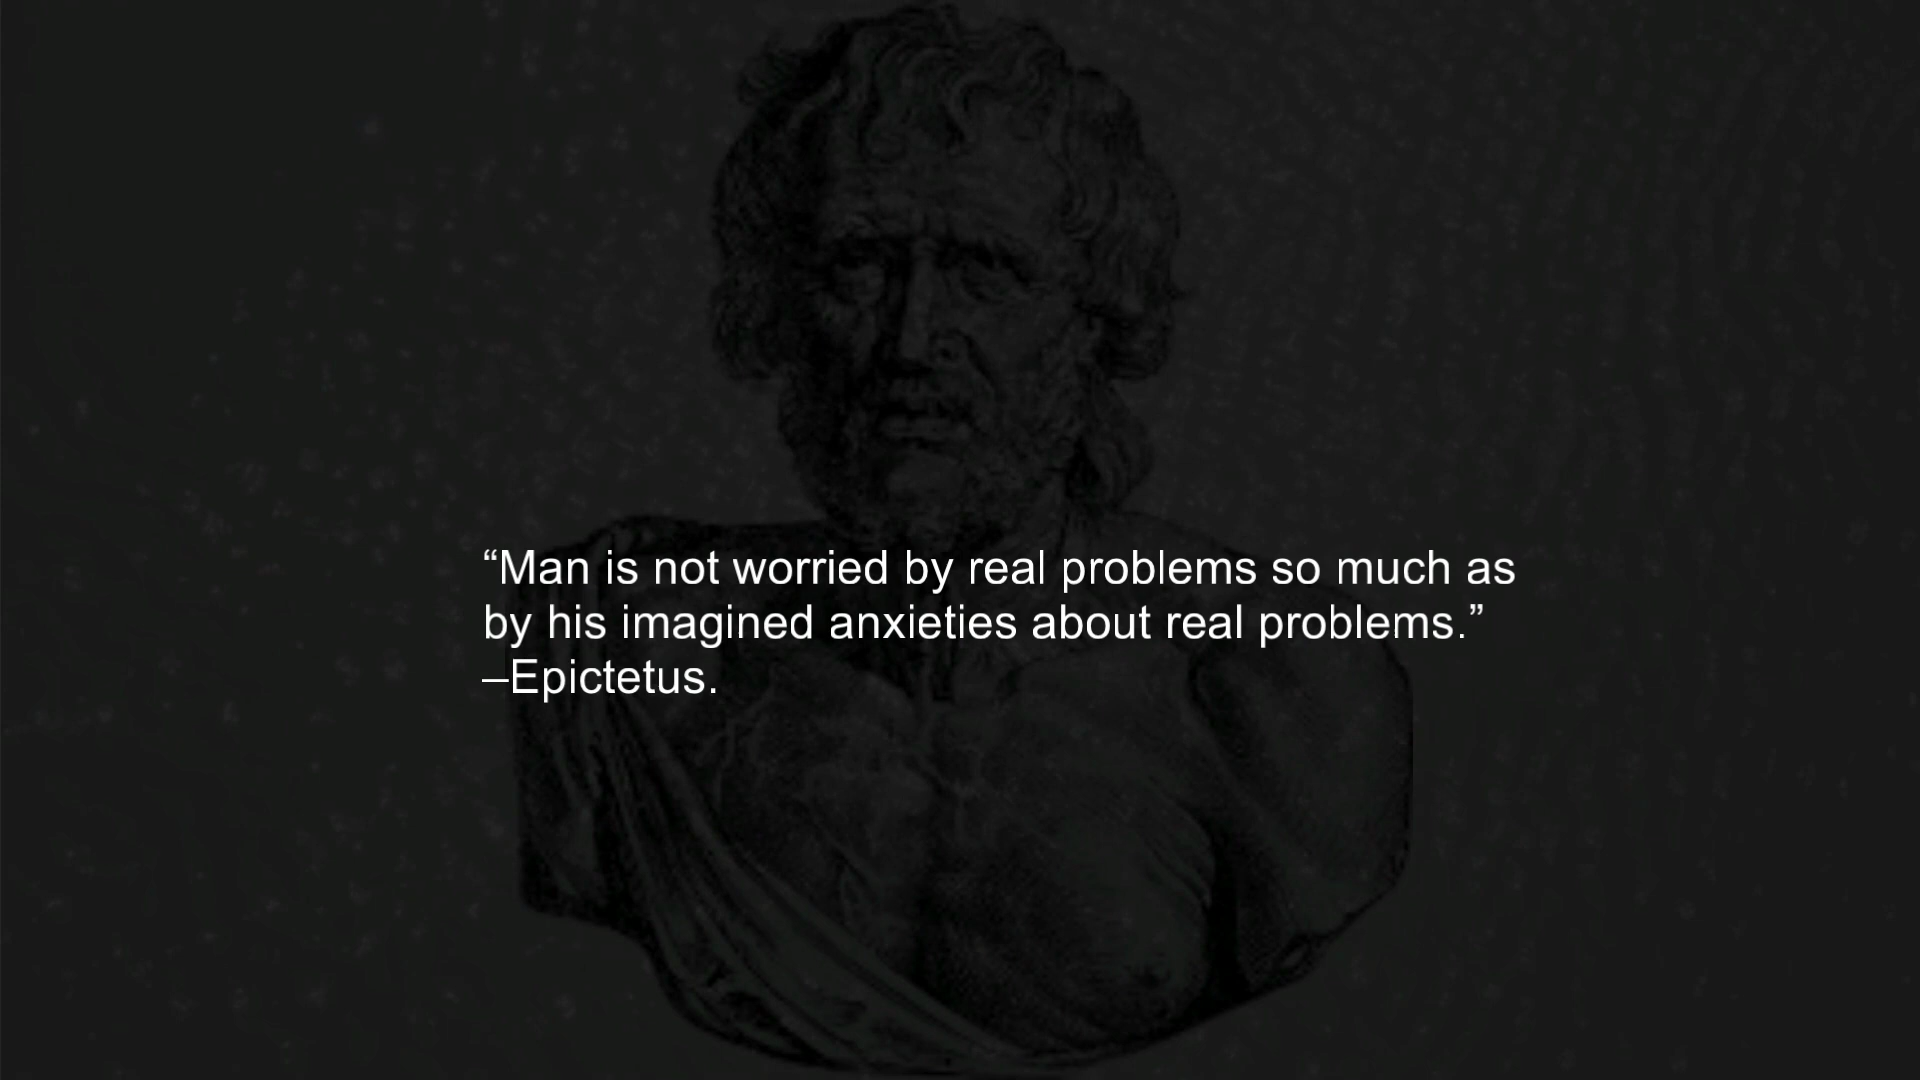 “Man is not worried by real problems so much as
by his imagined anxieties about real problems.”
–Epictetus.